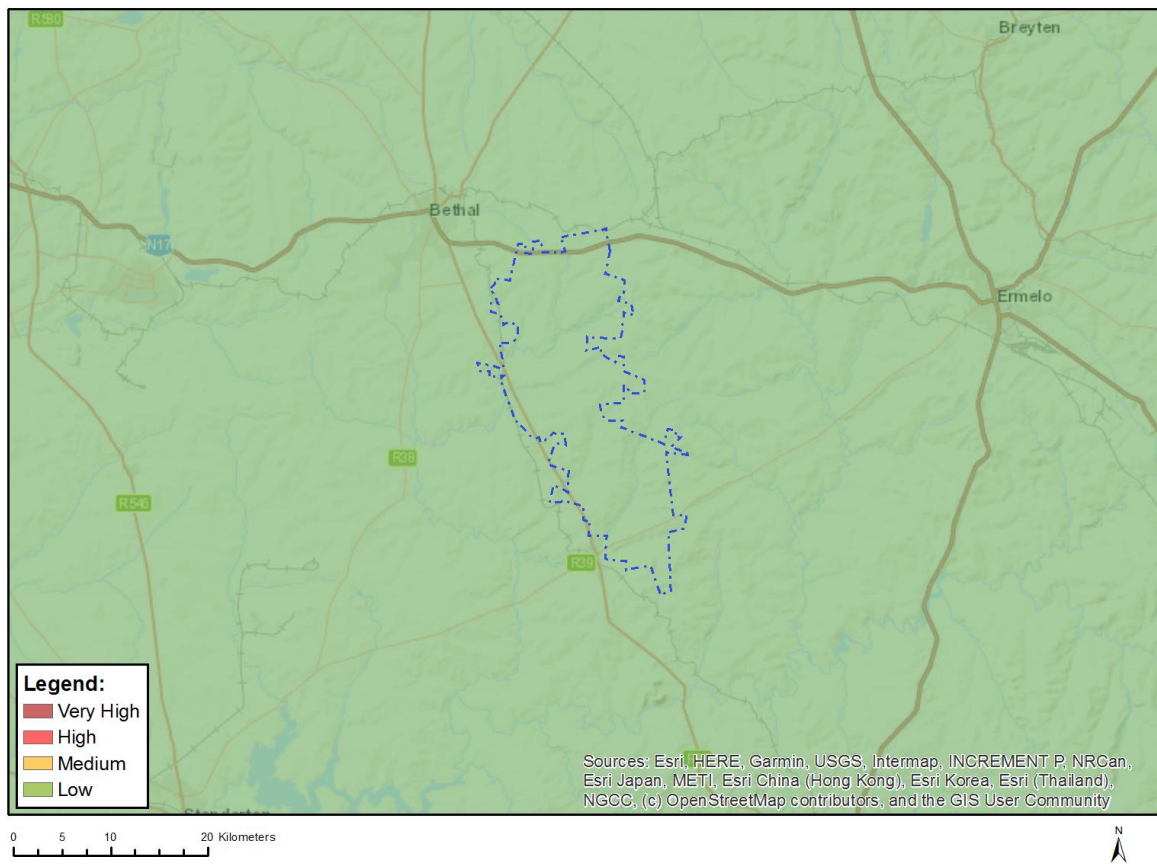 R580
Breyten
Bethal
N17
Ermelo
R38
R546
R39
Legend:
Very High
High
Medium
Low
Standerton
Sources: Esri, HERE, Garmin, USGS, Intermap, INCREMENT P, NRCan,
Esri Japan, METI, Esri China (Hong Kong), Esri Korea, Esri (Thailand),
NGCC, (c) OpenStreetMap contributors, and the GIS User Community
0 5 10 20 Kilometers
N